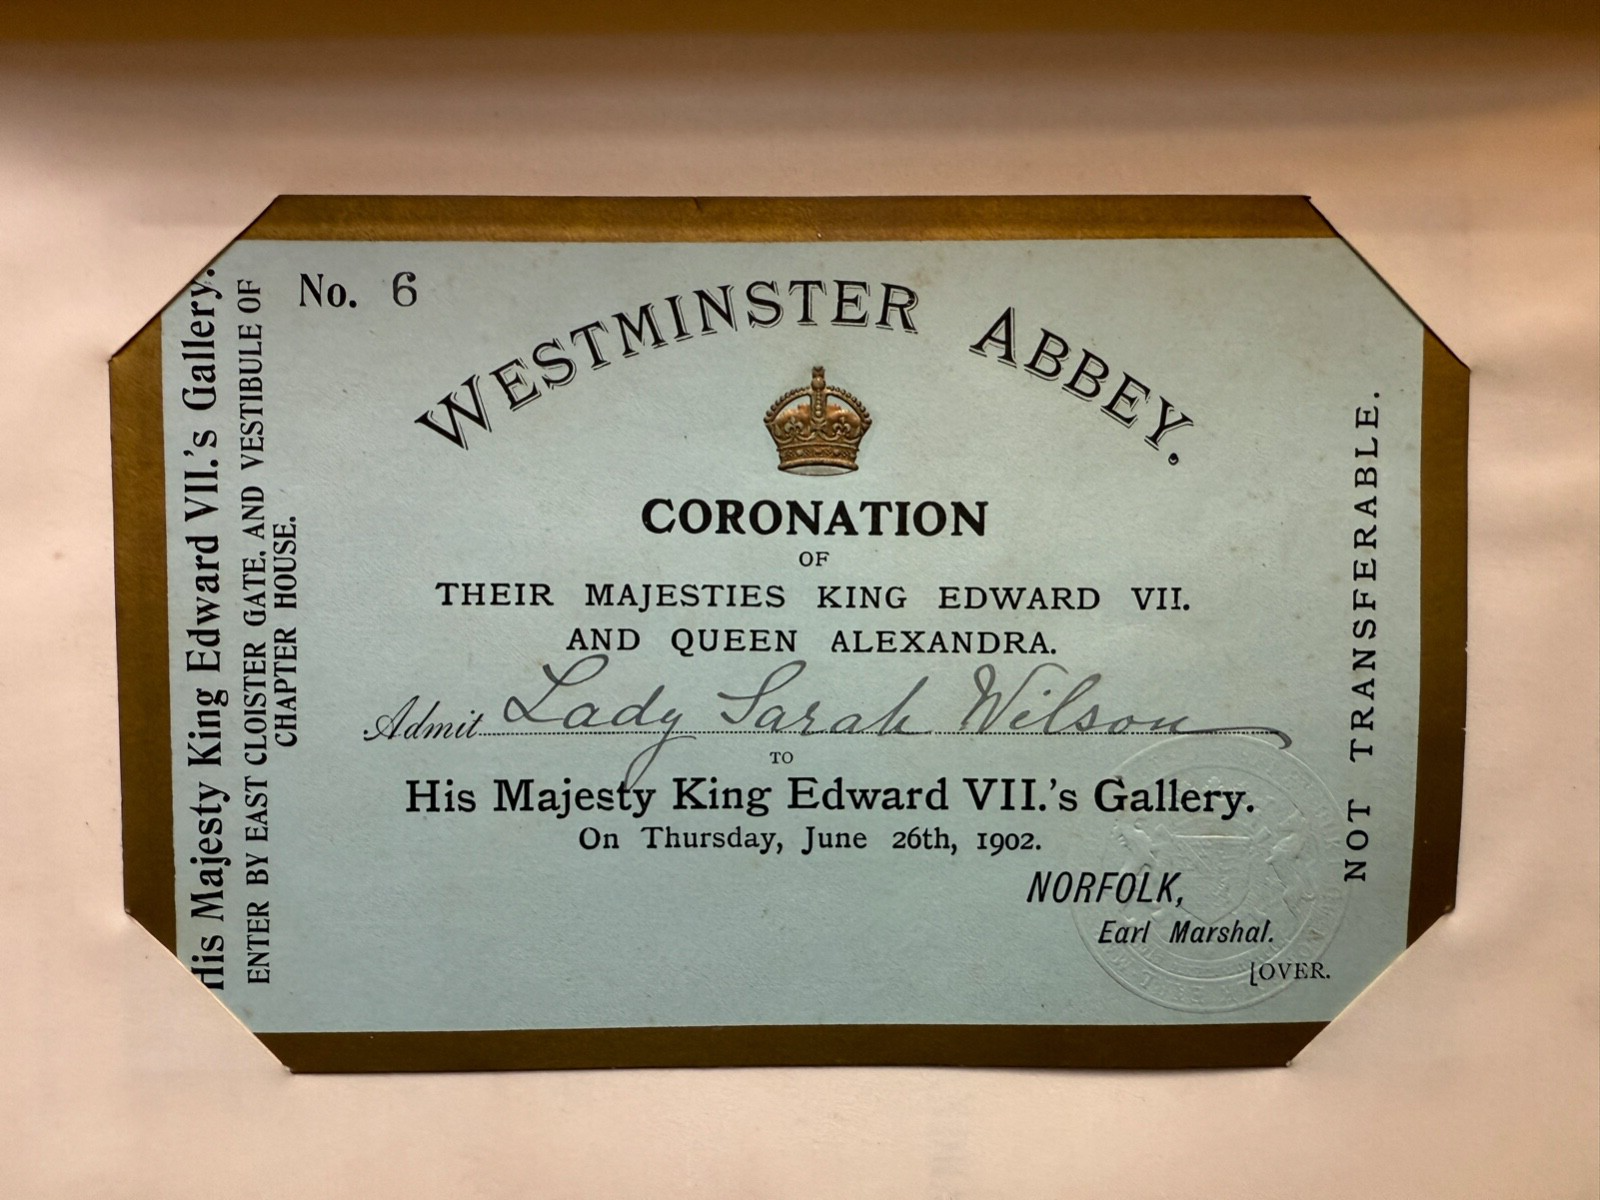 His Majesty King Edward VII.'s Gallery.
ENTER BY EAST CLOISTER GATE, AND VESTIBULE OF
CHAPTER HOUSE.
No. 6
WESTMINSTER ABBEY.
CORONATION
OF
THEIR MAJESTIES KING EDWARD VII.
AND QUEEN ALEXANDRA.
Admit Lady Sarah Wilson
TO
His Majesty King Edward VII.'s Gallery.
On Thursday, June 26th, 1902.
NORFOLK,
Earl Marshal.
[OVER.
NOT TRANSFERABLE.